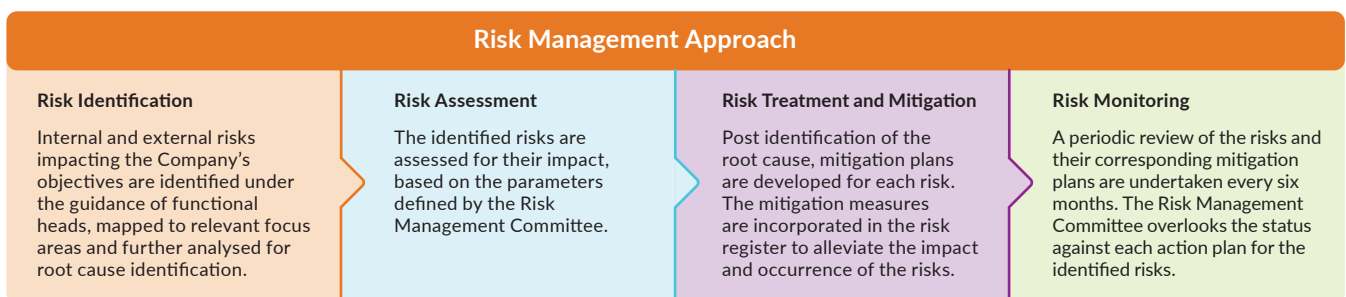 Risk Management Approach
Risk Identification
Internal and external risks
impacting the Company's
objectives are identified under
the guidance of functional
heads, mapped to relevant focus
areas and further analysed for
root cause identification.
Risk Assessment
The identified risks are
assessed for their impact,
based on the parameters
defined by the Risk
Management Committee.
Risk Treatment and Mitigation
Post identification of the
root cause, mitigation plans
are developed for each risk.
The mitigation measures
are incorporated in the risk
register to alleviate the impact
and occurrence of the risks.
Risk Monitoring
A periodic review of the risks and
their corresponding mitigation
plans are undertaken every six
months. The Risk Management
Committee overlooks the status
against each action plan for the
identified risks.